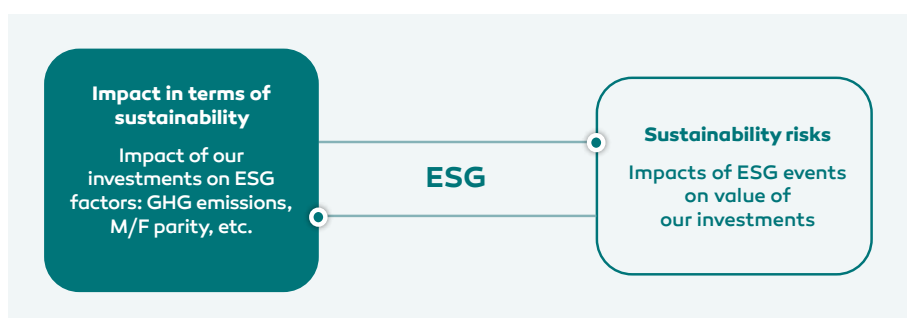 Impact in terms of
sustainability
Impact of our
investments on ESG
factors: GHG emissions,
M/F parity, etc.
ESG
Sustainability risks
Impacts of ESG events
on value of
our investments